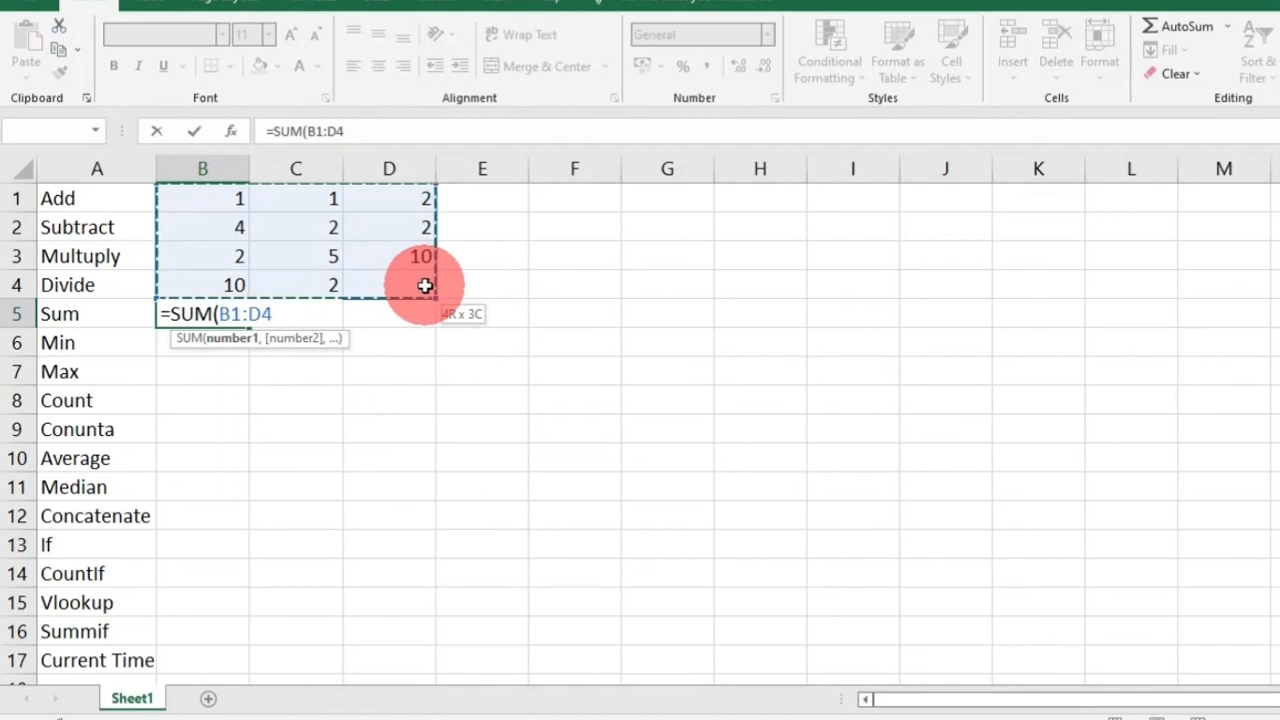 11
Wrap Text
General
AutoSum
Fill
Clear
Paste
B I U
Merge & Center
% ,
Conditional Formatting
Format as Table
Cell Styles
Insert
Delete
Format
Sort & Filter
Clipboard
Font
Alignment
Number
Styles
Cells
Editing
fx
=SUM(B1:D4
A B C D E F G H I J K L M
1 Add 1 1 2
2 Subtract 4 2 2
3 Multuply 2 5 10
4 Divide 10 2
5 Sum =SUM(B1:D4
4R x 3C
SUM(number1, [number2], ...)
6 Min
7 Max
8 Count
9 Conunta
10 Average
11 Median
12 Concatenate
13 If
14 CountIf
15 Vlookup
16 Summif
17 Current Time
Sheet1